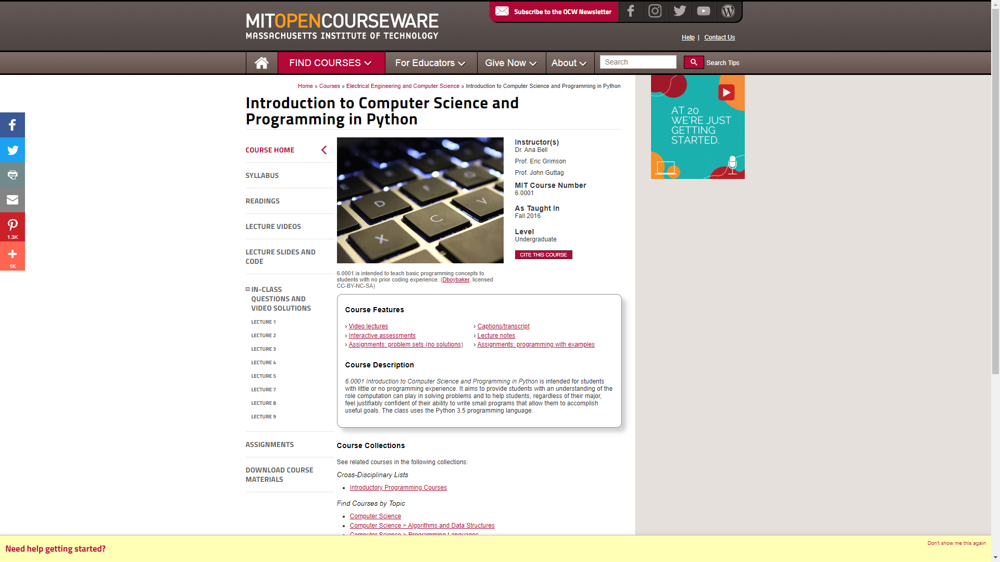 Subscribe to the OCW Newsletter
MITOPENCOURSEWARE
MASSACHUSETTS INSTITUTE OF TECHNOLOGY
Help | Contact Us
FIND COURSES
For Educators
Give Now
About
Search
Search Tips
Home » Courses » Electrical Engineering and Computer Science » Introduction to Computer Science and Programming in Python
Introduction to Computer Science and
Programming in Python
AT 20
WE'RE JUST
GETTING
STARTED.
1.3K
1K
COURSE HOME
SYLLABUS
READINGS
LECTURE VIDEOS
LECTURE SLIDES AND
CODE
IN-CLASS
QUESTIONS AND
VIDEO SOLUTIONS
LECTURE 1
LECTURE 2
LECTURE 3
LECTURE 4
LECTURE 5
LECTURE 7
LECTURE 8
LECTURE 9
ASSIGNMENTS
DOWNLOAD COURSE
MATERIALS
D
F
V
C
X
Instructor(s)
Dr. Ana Bell
Prof. Eric Grimson
Prof. John Guttag
MIT Course Number
6.0001
As Taught In
Fall 2016
Level
Undergraduate
CITE THIS COURSE
6.0001 is intended to teach basic programming concepts to
students with no prior coding experience. (Dboybaker, licensed
CC-BY-NC-SA)
Course Features
Video lectures
Captions/transcript
Interactive assessments
Lecture notes
Assignments: problem sets (no solutions)
Assignments: programming with examples
Course Description
6.0001 Introduction to Computer Science and Programming in Python is intended for students
with little or no programming experience. It aims to provide students with an understanding of the
role computation can play in solving problems and to help students, regardless of their major,
feel justifiably confident of their ability to write small programs that allow them to accomplish
useful goals. The class uses the Python 3.5 programming language.
Course Collections
See related courses in the following collections:
Cross-Disciplinary Lists
Introductory Programming Courses
Find Courses by Topic
Computer Science
Computer Science > Algorithms and Data Structures
Computer Science > Programming Languages
Need help getting started?
Don't show me this again